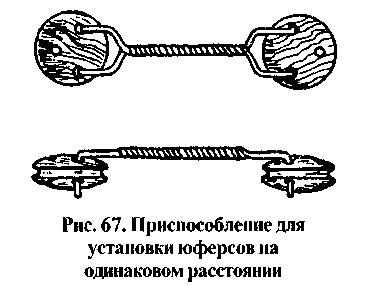 Рис. 67. Приспособление для
установки юферсов на
одинаковом расстоянии